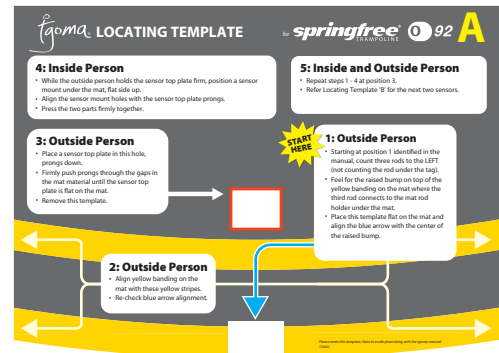 tgoma. LOCATING TEMPLATE
for springfree TRAMPOLINE O 92 A
4: Inside Person
• While the outside person holds the sensor top plate firm, position a sensor
mount under the mat, flat side up.
• Align the sensor mount holes with the sensor top plate prongs.
• Press the two parts firmly together.
5: Inside and Outside Person
• Repeat steps 1 - 4 at position 3.
• Refer Locating Template 'B' for the next two sensors.
3: Outside Person
• Place a sensor top plate in this hole,
prongs down.
• Firmly push prongs through the gaps in
the mat material until the sensor top
plate is flat on the mat.
• Remove this template.
START
HERE
1: Outside Person
• Starting at position 1 identified in the
manual, count three rods to the LEFT
(not counting the rod under the tag).
• Feel for the raised bump on top of the
yellow banding on the mat where the
third rod connects to the mat rod
holder under the mat.
• Place this template flat on the mat and
align the blue arrow with the center of
the raised bump.
2: Outside Person
• Align yellow banding on the
mat with these yellow stripes.
• Re-check blue arrow alignment.